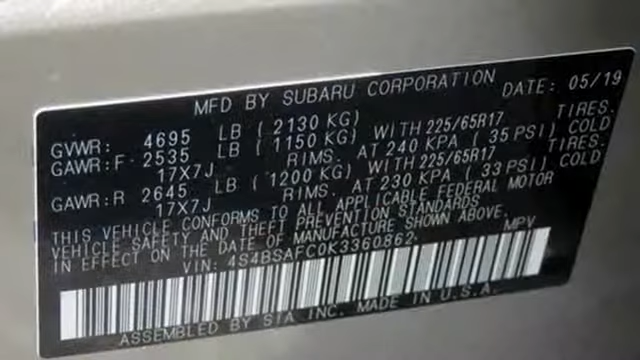 MFD BY SUBARU CORPORATION DATE: 05/19
GVWR: 4695 LB ( 2130 KG)
GAWR:F 2535 LB ( 1150 KG) WITH 225/65R17 TIRES.
17X7J RIMS. AT 240 KPA ( 35 PSI) COLD
GAWR:R 2645 LB ( 1200 KG) WITH 225/65R17 TIRES.
17X7J RIMS. AT 230 KPA ( 33 PSI) COLD
THIS VEHICLE CONFORMS TO ALL APPLICABLE FEDERAL MOTOR
VEHICLE SAFETY AND THEFT PREVENTION STANDARDS
IN EFFECT ON THE DATE OF MANUFACTURE SHOWN ABOVE.
VIN: 4S4BSAFC0K3360862 MPV
ASSEMBLED BY SIA INC. MADE IN U.S.A.